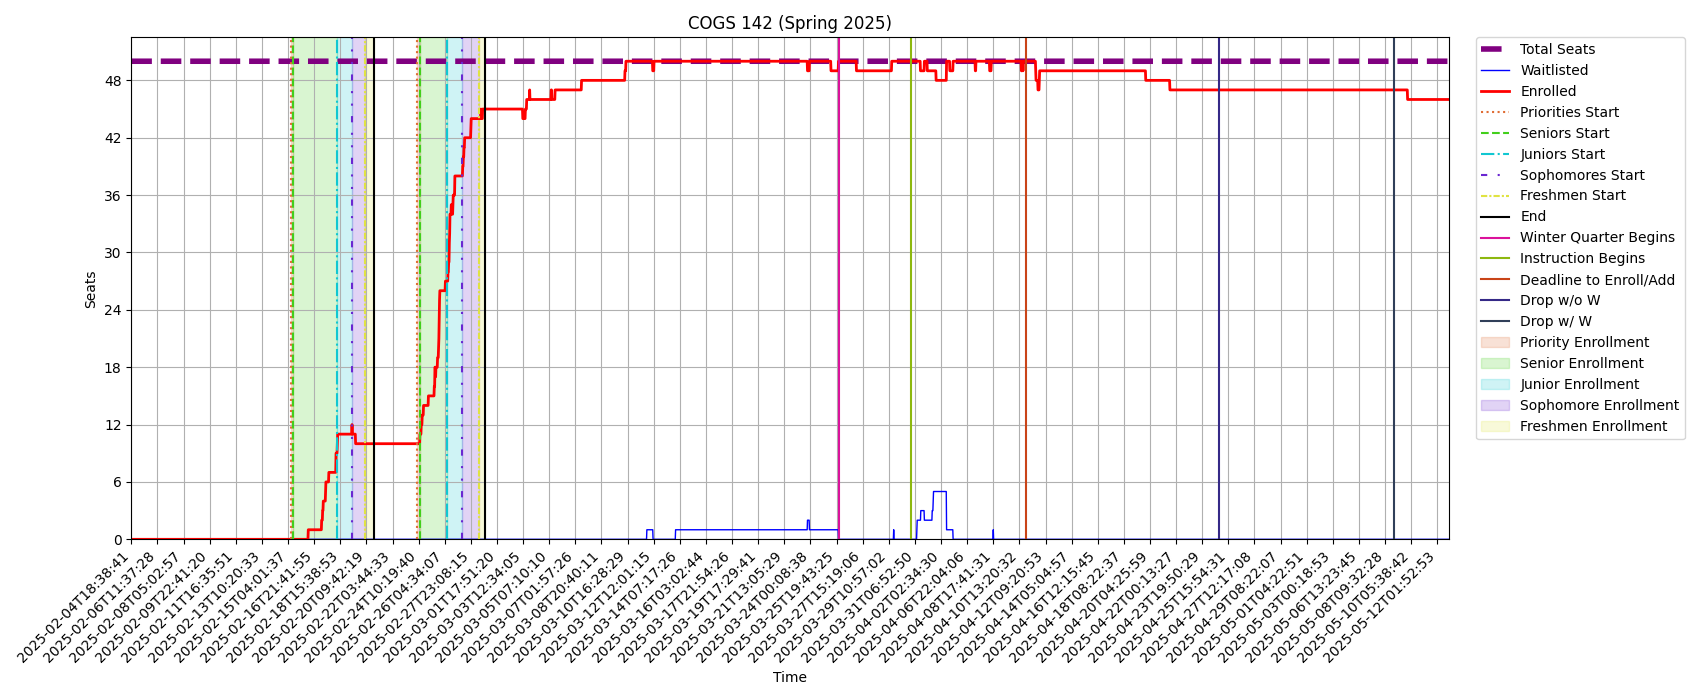 COGS 142 (Spring 2025)
Seats
48
42
36
30
24
18
12
6
0
2025-02-04T18:38:41
2025-02-06T11:37:28
2025-02-08T05:02:57
2025-02-09T22:41:20
2025-02-11T16:35:51
2025-02-13T10:20:33
2025-02-15T04:01:37
2025-02-16T21:41:55
2025-02-18T15:38:53
2025-02-20T09:42:19
2025-02-22T03:44:33
2025-02-24T22:01:40
2025-02-26T10:19:40
2025-02-26T04:34:07
2025-02-27T23:08:15
2025-03-01T17:51:20
2025-03-03T12:34:05
2025-03-05T07:10:10
2025-03-07T01:57:26
2025-03-08T20:40:11
2025-03-10T16:28:29
2025-03-12T12:01:15
2025-03-14T07:17:26
2025-03-16T03:02:44
2025-03-17T21:54:26
2025-03-19T17:29:41
2025-03-21T13:05:29
2025-03-24T00:08:38
2025-03-25T19:43:25
2025-03-27T15:19:06
2025-03-29T10:57:02
2025-03-31T06:52:50
2025-04-02T02:34:30
2025-04-06T22:04:06
2025-04-08T17:41:31
2025-04-10T13:20:32
2025-04-12T09:20:53
2025-04-14T05:04:57
2025-04-16T12:15:45
2025-04-18T08:22:37
2025-04-20T04:25:59
2025-04-22T00:13:27
2025-04-23T19:50:29
2025-04-25T15:54:31
2025-04-27T12:17:08
2025-04-29T08:22:07
2025-05-01T04:22:51
2025-05-03T00:18:53
2025-05-06T13:23:45
2025-05-08T09:32:28
2025-05-10T05:38:42
2025-05-12T01:52:53
Time
Total Seats
Waitlisted
Enrolled
Priorities Start
Seniors Start
Juniors Start
Sophomores Start
Freshmen Start
End
Winter Quarter Begins
Instruction Begins
Deadline to Enroll/Add
Drop w/o W
Drop w/ W
Priority Enrollment
Senior Enrollment
Junior Enrollment
Sophomore Enrollment
Freshmen Enrollment